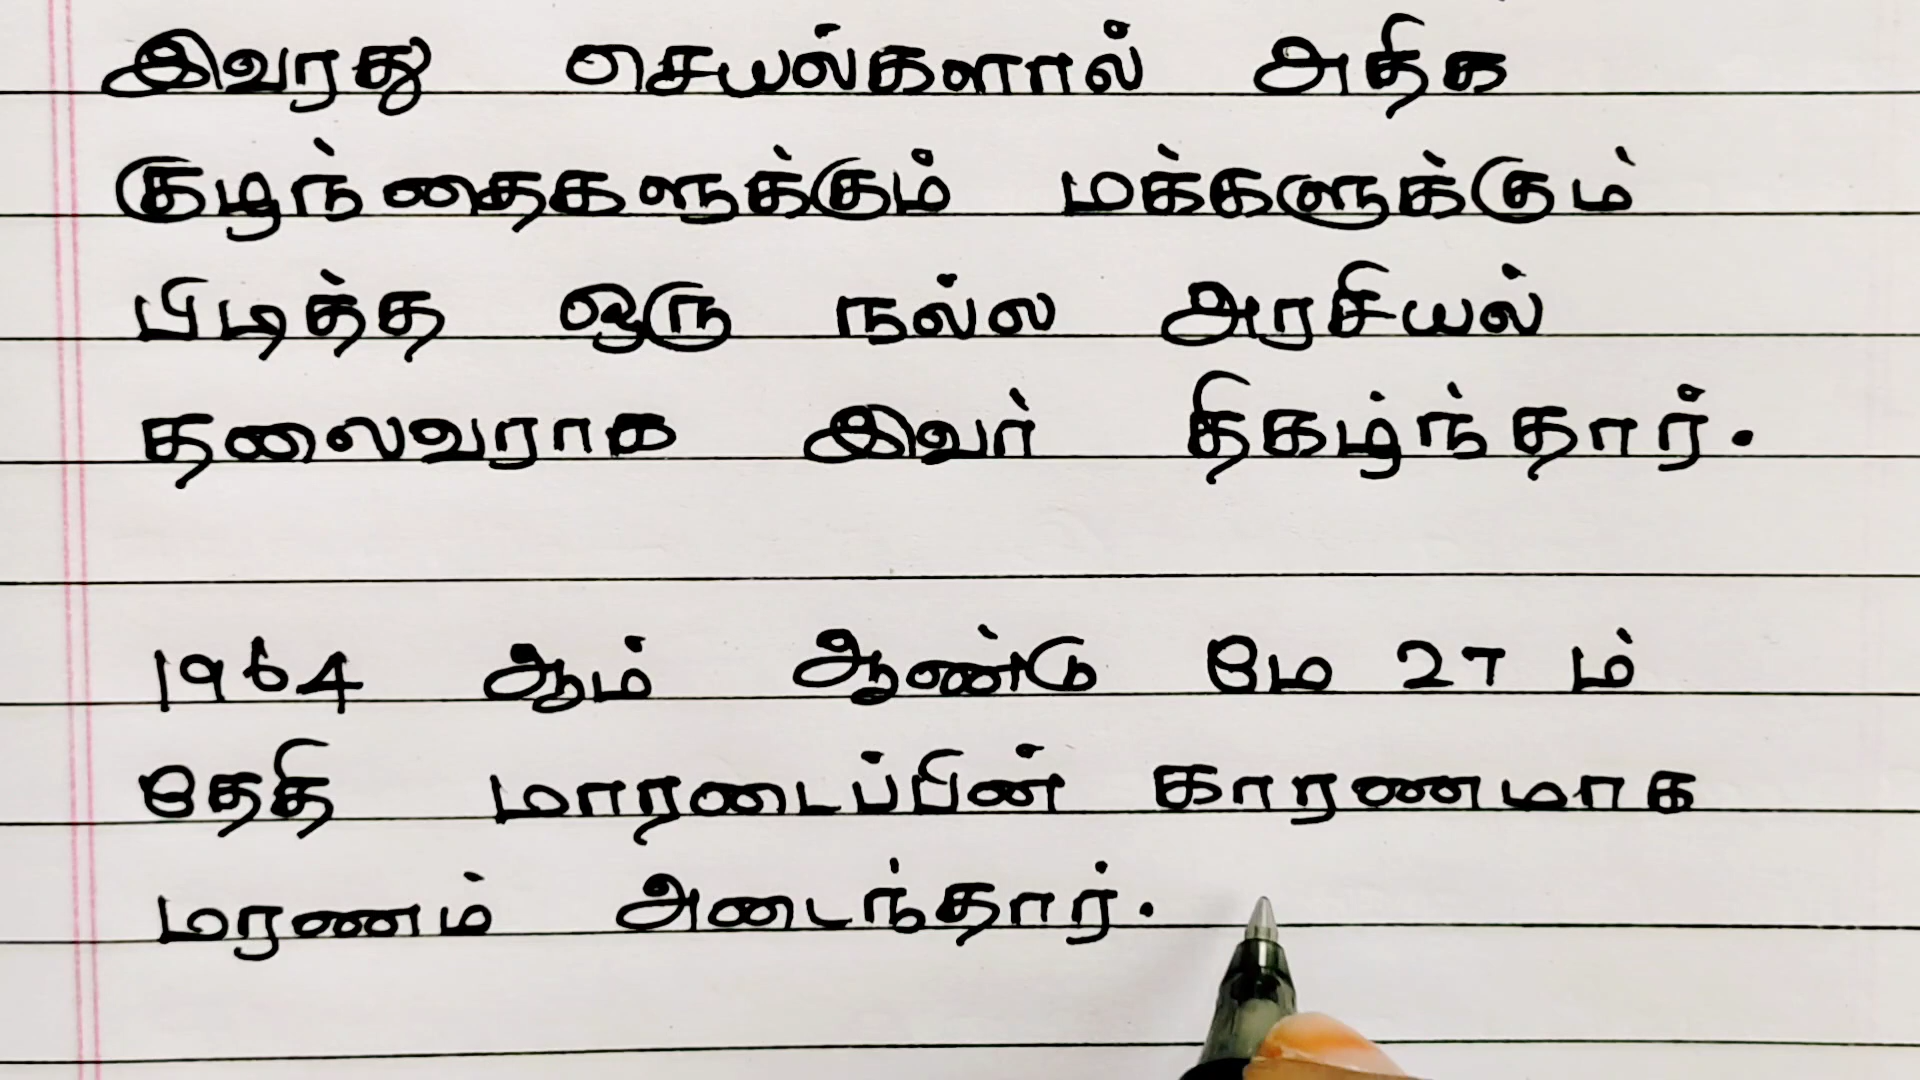 இவரது செயல்களால் அதிக
குழந்தைகளுக்கும் மக்களுக்கும்
பிடித்த ஒரு நல்ல அரசியல்
தலைவராக இவர் திகழ்ந்தார்.
1964 ஆம் ஆண்டு மே 27 ம்
தேதி மாரடைப்பின் காரணமாக
மரணம் அடைந்தார்.